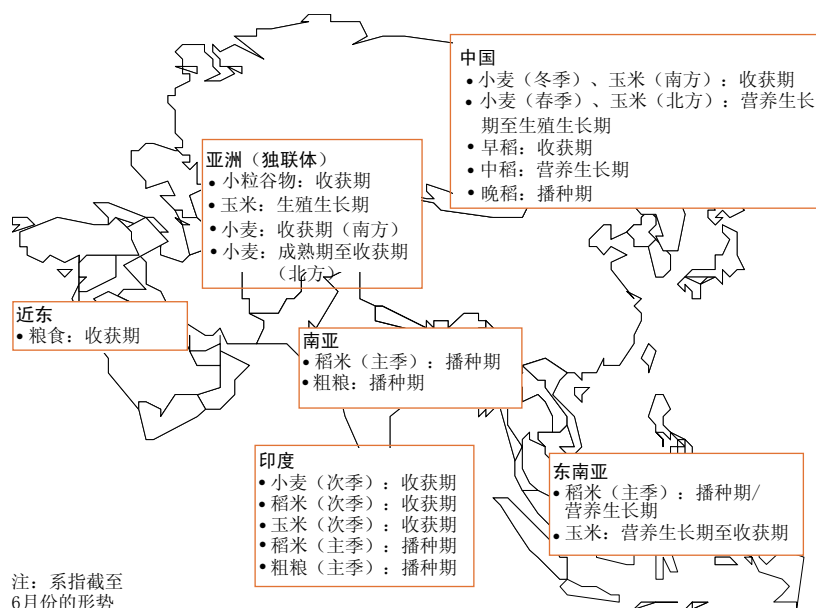 中国
• 小麦（冬季）、玉米（南方）：收获期
• 小麦（春季）、玉米（北方）：营养生长
期至生殖生长期
• 早稻：收获期
• 中稻：营养生长期
• 晚稻：播种期
亚洲（独联体）
• 小粒谷物：收获期
• 玉米：生殖生长期
• 小麦：收获期（南方）
• 小麦：成熟期至收获期
（北方）
近东
• 粮食：收获期
南亚
• 稻米（主季）：播种期
• 粗粮：播种期
印度
• 小麦（次季）：收获期
• 稻米（次季）：收获期
• 玉米（次季）：收获期
• 稻米（主季）：播种期
• 粗粮（主季）：播种期
东南亚
• 稻米（主季）：播种期/
营养生长期
• 玉米：营养生长期至收获期
注：系指截至
6月份的形势